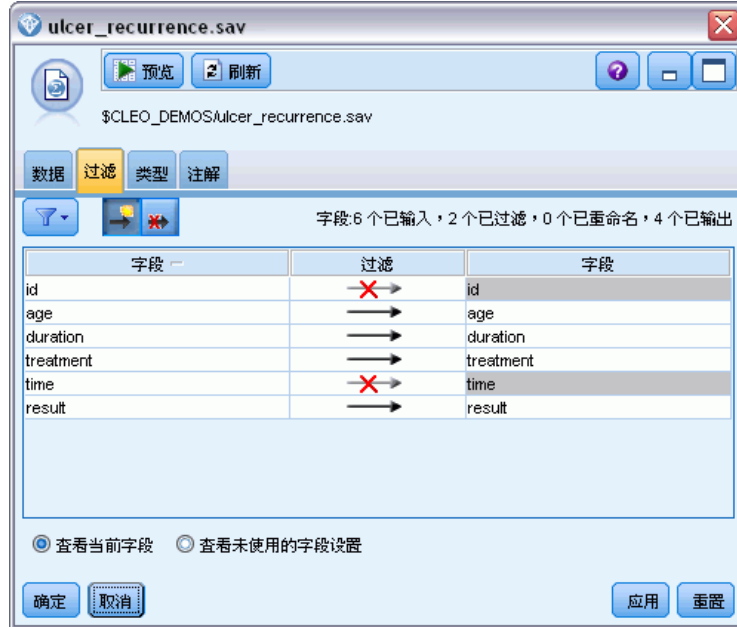 ulcer_recurrence.sav
预览 刷新
$CLEO_DEMOS/ulcer_recurrence.sav
数据 过滤 类型 注解
字段:6 个已输入，2 个已过滤，0 个已重命名，4 个已输出
字段 过滤 字段
id id
age age
duration duration
treatment treatment
time time
result result
查看当前字段 查看未使用的字段设置
确定 取消 应用 重置